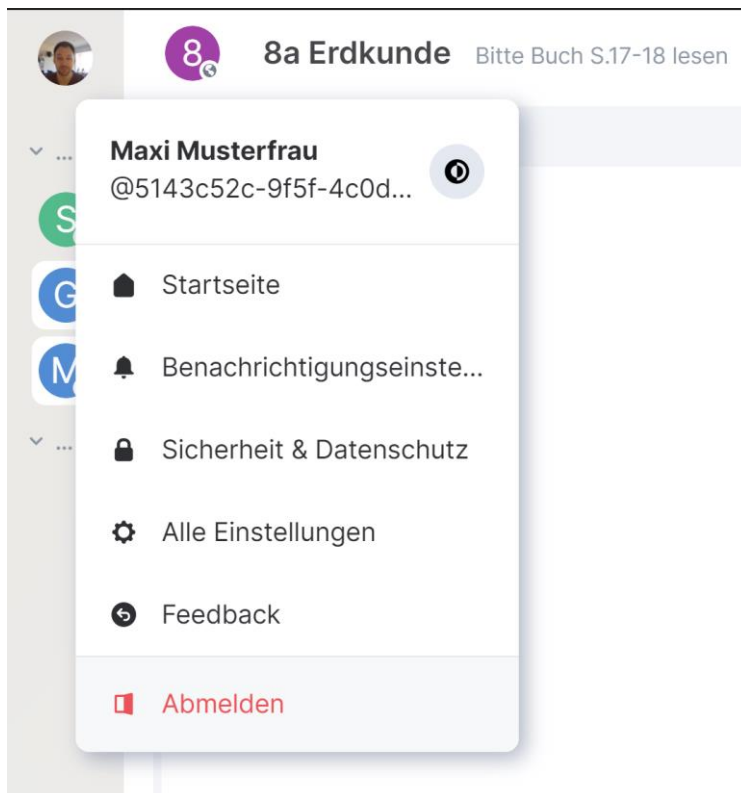 8 8a Erdkunde Bitte Buch S.17-18 lesen
...
Maxi Musterfrau
@5143c52c-9f5f-4c0d...
S
Startseite
G
Benachrichtigungseinste...
M
Sicherheit & Datenschutz
...
Alle Einstellungen
Feedback
Abmelden